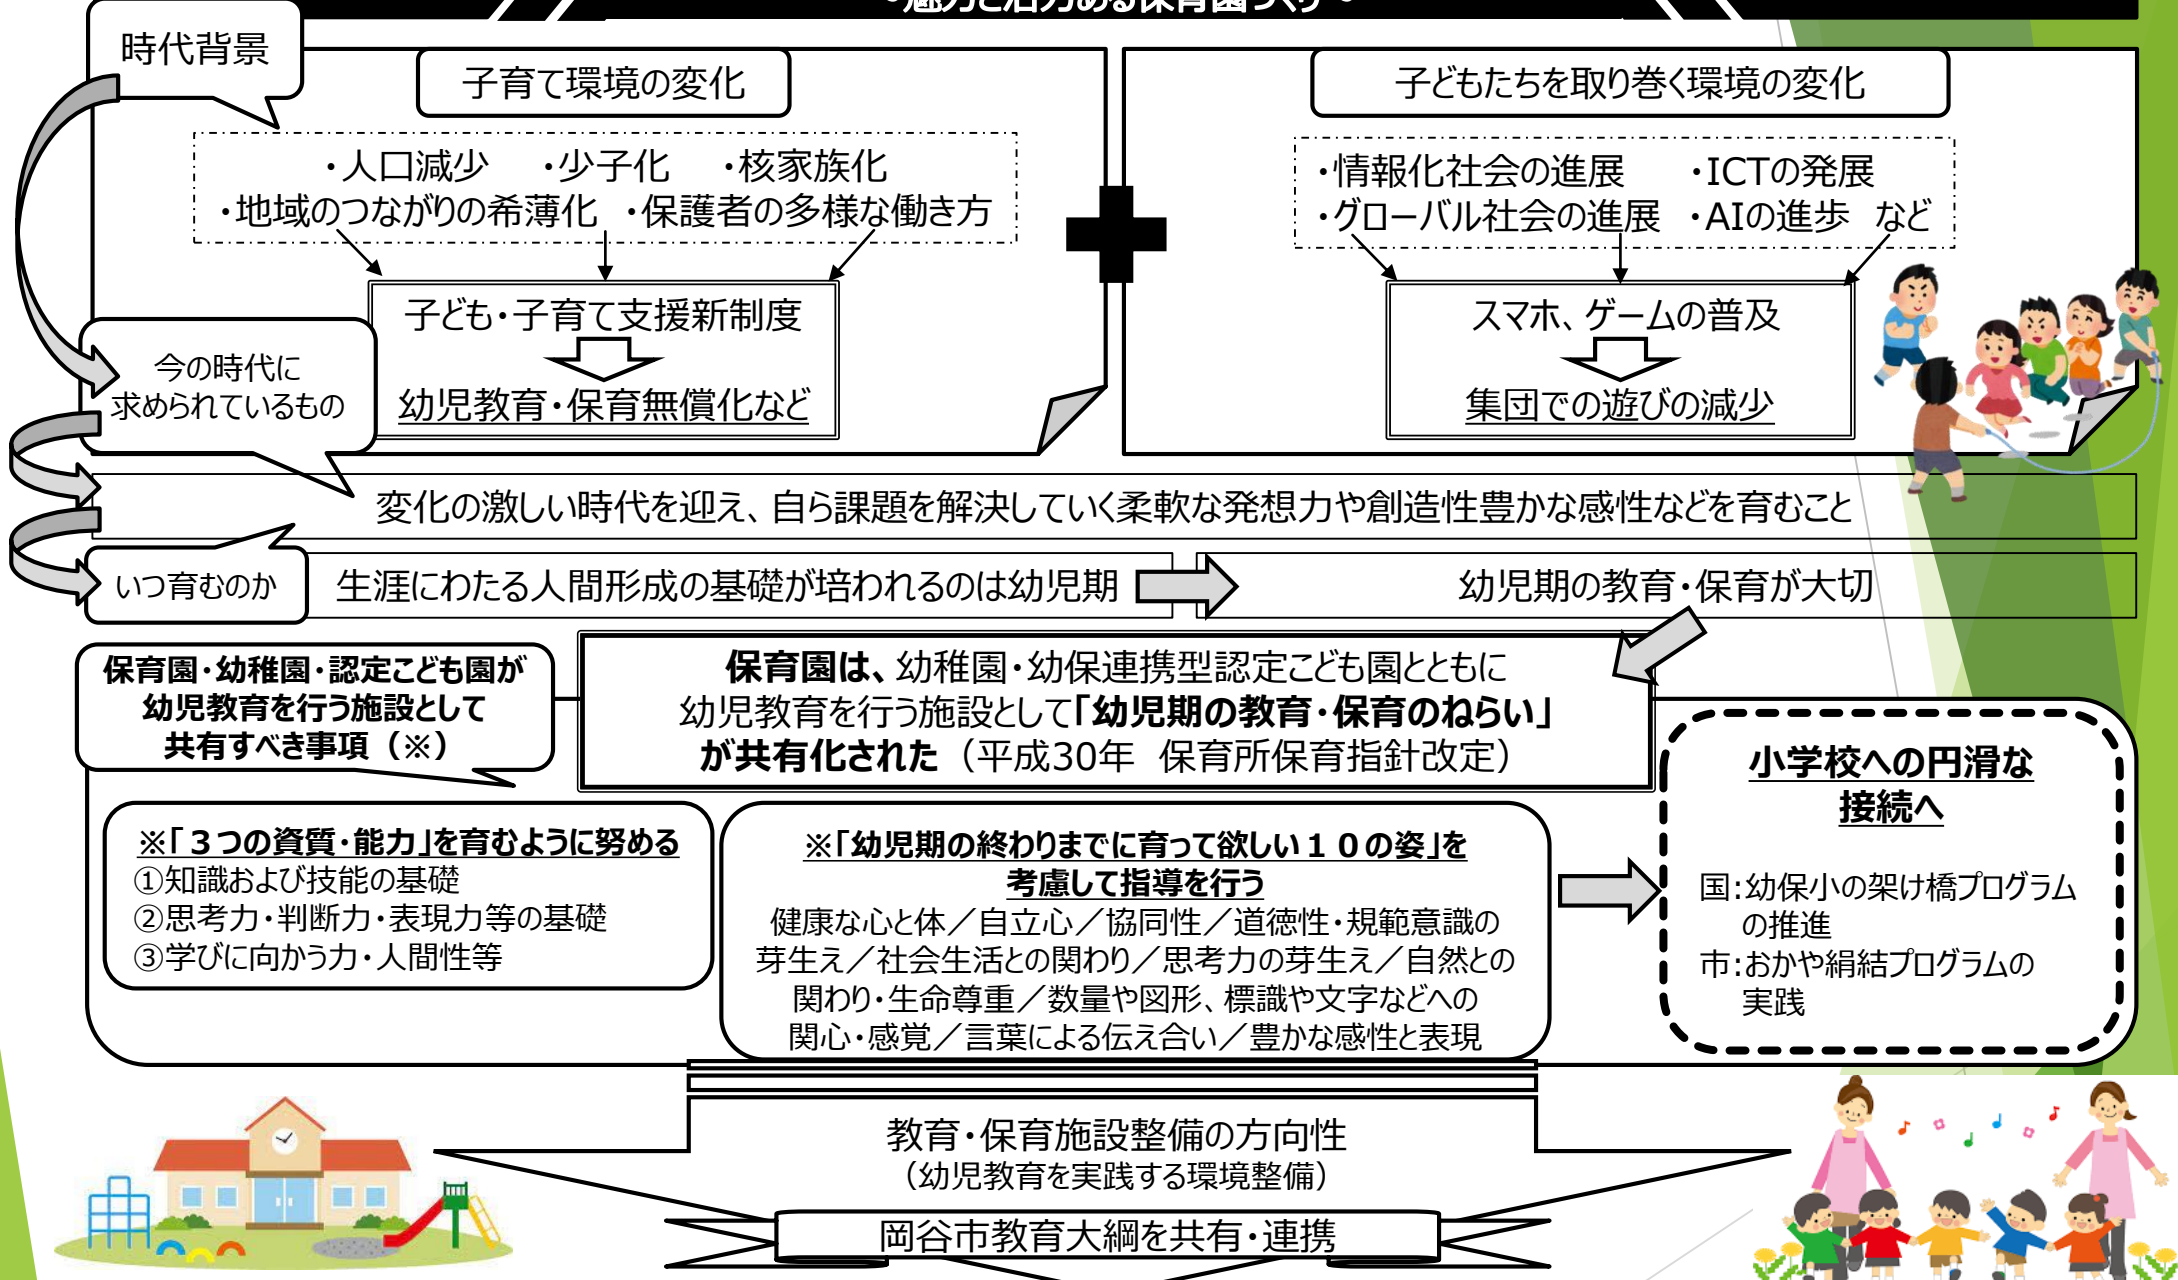 ～魅力と活力ある保育園づくり～
時代背景
子育て環境の変化
・人口減少　・少子化　・核家族化
・地域のつながりの希薄化　・保護者の多様な働き方
子ども・子育て支援新制度
幼児教育・保育無償化など
子どもたちを取り巻く環境の変化
・情報化社会の進展　・ICTの発展
・グローバル社会の進展　・AIの進歩　など
スマホ、ゲームの普及
集団での遊びの減少
今の時代に
求められているもの
変化の激しい時代を迎え、自ら課題を解決していく柔軟な発想力や創造性豊かな感性などを育むこと
いつ育むのか
生涯にわたる人間形成の基礎が培われるのは幼児期
幼児期の教育・保育が大切
保育園・幼稚園・認定こども園が
幼児教育を行う施設として
共有すべき事項（※）
保育園は、幼稚園・幼保連携型認定こども園とともに
幼児教育を行う施設として「幼児期の教育・保育のねらい」
が共有化された（平成30年　保育所保育指針改定）
※「３つの資質・能力」を育むように努める
①知識および技能の基礎
②思考力・判断力・表現力等の基礎
③学びに向かう力・人間性等
※「幼児期の終わりまでに育って欲しい１０の姿」を
考慮して指導を行う
健康な心と体／自立心／協同性／道徳性・規範意識の
芽生え／社会生活との関わり／思考力の芽生え／自然との
関わり・生命尊重／数量や図形、標識や文字などへの
関心・感覚／言葉による伝え合い／豊かな感性と表現
小学校への円滑な
接続へ
国：幼保小の架け橋プログラム
の推進
市：おかや絹結プログラムの
実践
教育・保育施設整備の方向性
（幼児教育を実践する環境整備）
岡谷市教育大綱を共有・連携